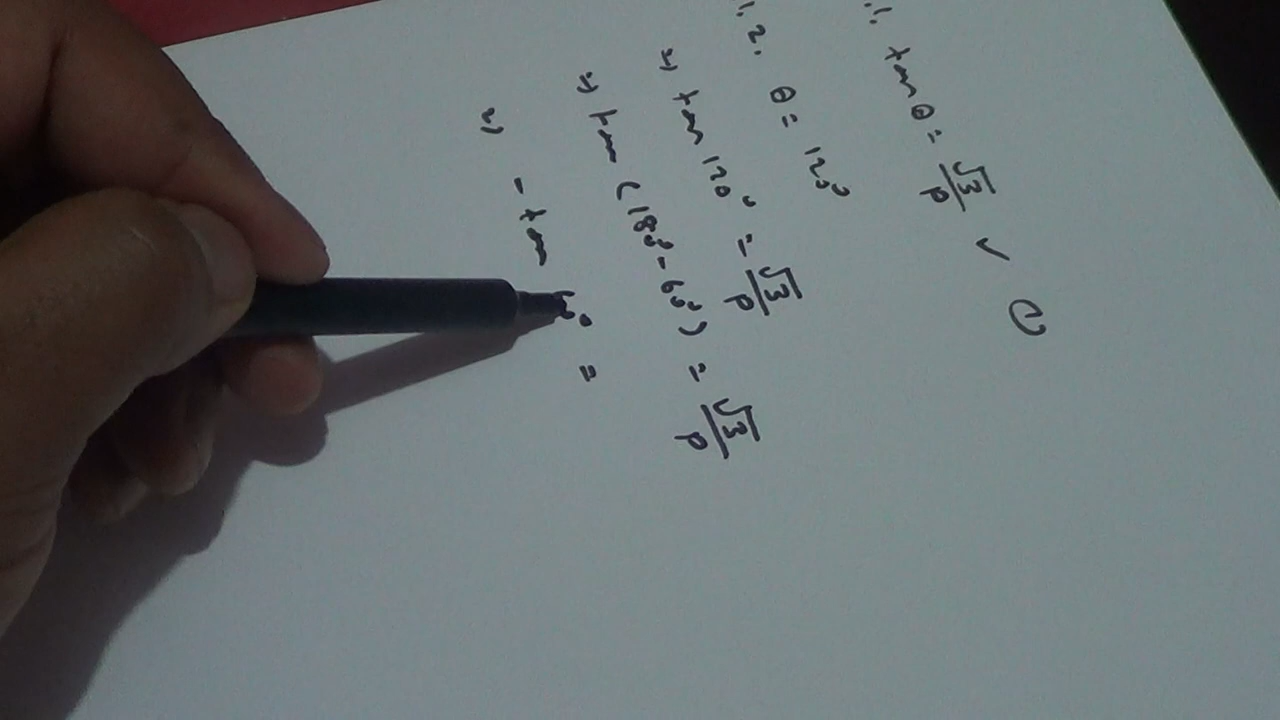 ∴ tan θ = √3/p ✓
1.2. θ = 120°
⇒ tan 120° = √3/p
⇒ tan (180° - 60°) = √3/p
⇒ - tan 60° =